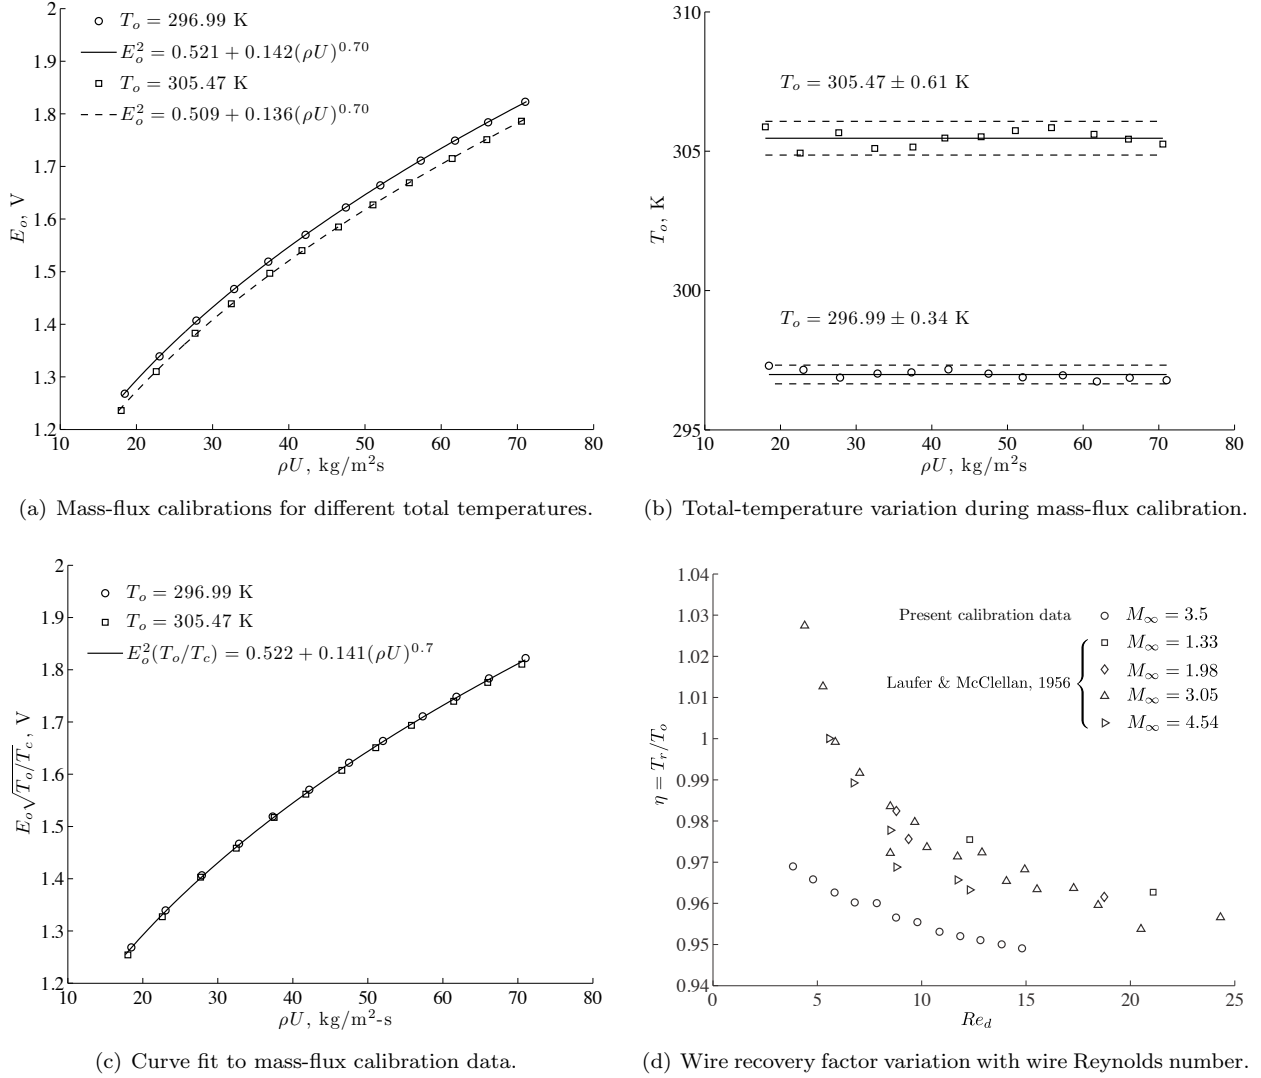 2
1.9
1.8
1.7
1.6
1.5
1.4
1.3
1.2
10 20 30 40 50 60 70 80
E_o, V
ρU, kg/m²s
T_o = 296.99 K
E_o² = 0.521 + 0.142(ρU)^0.70
T_o = 305.47 K
E_o² = 0.509 + 0.136(ρU)^0.70
(a) Mass-flux calibrations for different total temperatures.
310
305
300
295
10 20 30 40 50 60 70 80
T_o, K
ρU, kg/m²s
T_o = 305.47 ± 0.61 K
T_o = 296.99 ± 0.34 K
(b) Total-temperature variation during mass-flux calibration.
2
1.9
1.8
1.7
1.6
1.5
1.4
1.3
1.2
10 20 30 40 50 60 70 80
E_o√T_o/T_c, V
ρU, kg/m²-s
T_o = 296.99 K
T_o = 305.47 K
E_o²(T_o/T_c) = 0.522 + 0.141(ρU)^0.7
(c) Curve fit to mass-flux calibration data.
1.04
1.03
1.02
1.01
1
0.99
0.98
0.97
0.96
0.95
0.94
0 5 10 15 20 25
η = T_r/T_o
Re_d
Present calibration data M_∞ = 3.5
M_∞ = 1.33
M_∞ = 1.98
Laufer & McClellan, 1956
M_∞ = 3.05
M_∞ = 4.54
(d) Wire recovery factor variation with wire Reynolds number.